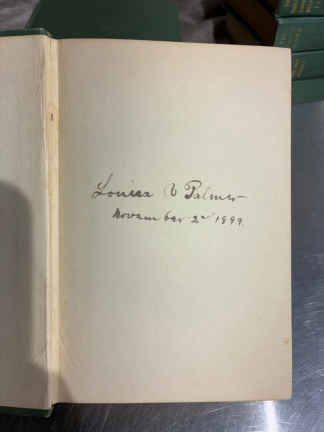 Louisa B Palmer
November 2nd 1899.